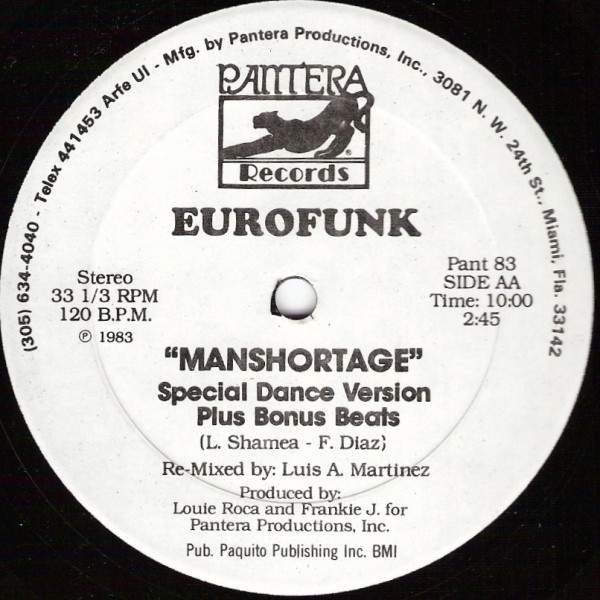 (305) 634-4040 - Telex 441453 Arfe UI - Mfg. by Pantera Productions, Inc., 3081 N. W. 24th St., Miami, Fla. 33142
PANTERA
®
Records
EUROFUNK
Stereo
33 1/3 RPM
120 B.P.M.
℗ 1983
Pant 83
SIDE AA
Time: 10:00
2:45
“MANSHORTAGE”
Special Dance Version
Plus Bonus Beats
(L. Shamea - F. Diaz)
Re-Mixed by: Luis A. Martinez
Produced by:
Louie Roca and Frankie J. for
Pantera Productions, Inc.
Pub. Paquito Publishing Inc. BMI